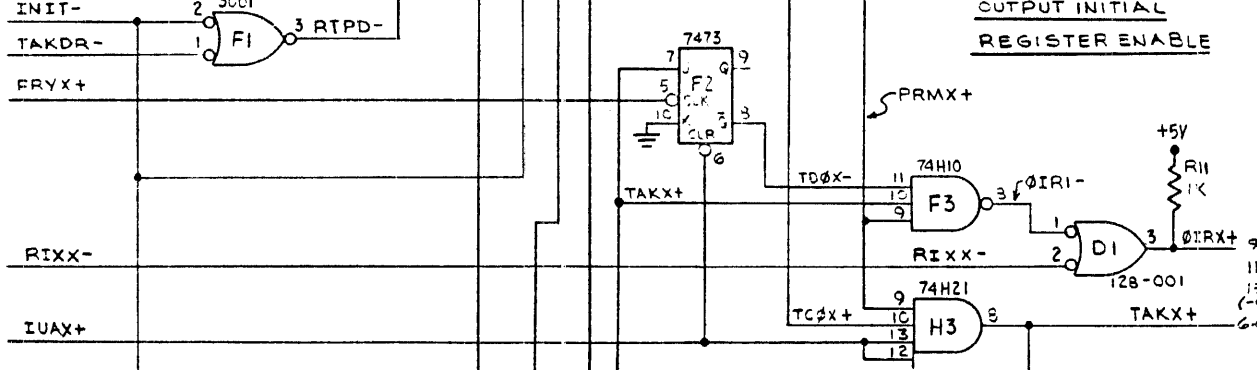 INIT-
2
3
RTPD-
F1
TAKDR-
1
OUTPUT INITIAL
REGISTER ENABLE
7473
7
J
Q
9
F2
FRYX+
5
CLK
10
K
Q
8
CLR
6
PRMX+
+5V
R11
1K
74H10
TDØX-
11
TAKX+
10
9
F3
8
ØIR1-
1
D1
3
ØIRX+
RIXX-
RIXX-
2
128-001
74H21
9
TCØX+
10
H3
8
TAKX+
IUAX+
13
12